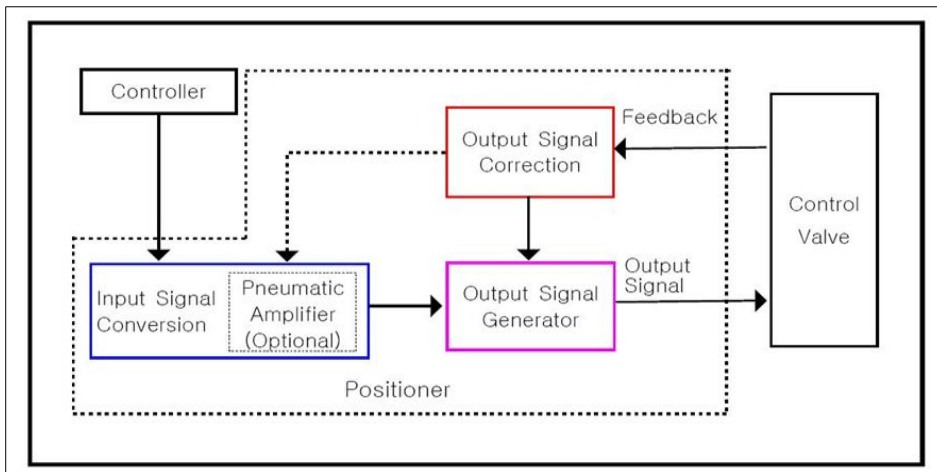 Controller
Output Signal
Correction
Feedback
Control
Valve
Input Signal
Conversion
Pneumatic
Amplifier
(Optional)
Output Signal
Generator
Output
Signal
Positioner